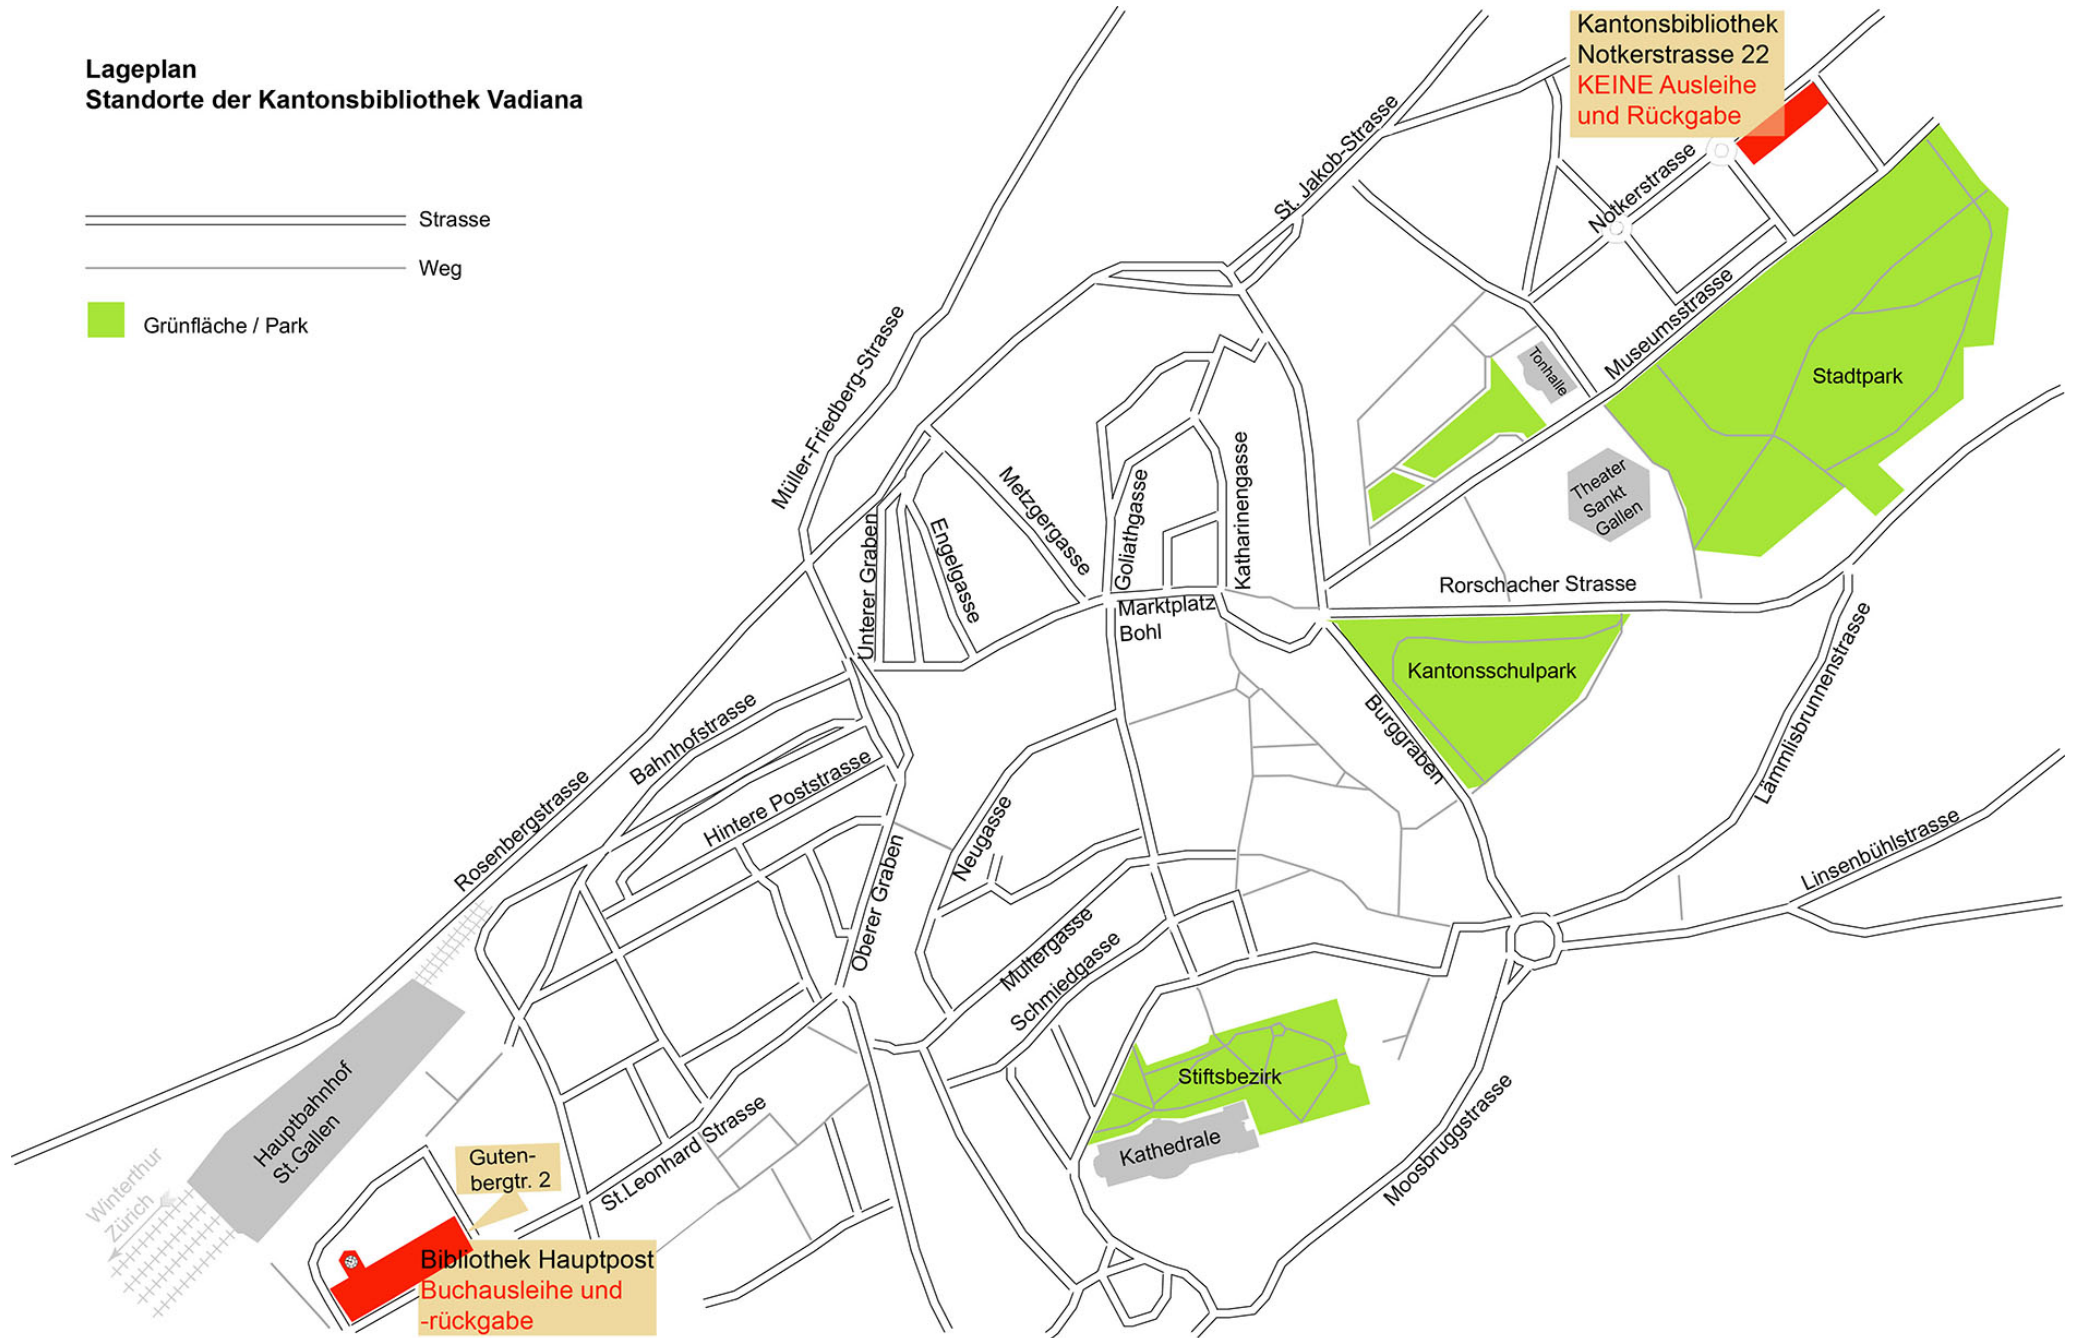 Lageplan
Standorte der Kantonsbibliothek Vadiana
Strasse
Weg
Grünfläche / Park
Kantonsbibliothek
Notkerstrasse 22
KEINE Ausleihe
und Rückgabe
St. Jakob-Strasse
Notkerstrasse
Museumsstrasse
Tonhalle
Stadtpark
Müller-Friedberg-Strasse
Theater
Sankt
Gallen
Metzgergasse
Goliathgasse
Katharinengasse
Unterer Graben
Engelgasse
Marktplatz
Bohl
Rorschacher Strasse
Kantonsschulpark
Burggraben
Lämmlisbrunnenstrasse
Linsenbühlstrasse
Bahnhofstrasse
Hintere Poststrasse
Rosenbergstrasse
Oberer Graben
Neugasse
Multergasse
Schmiedgasse
Stiftsbezirk
Kathedrale
Moosbruggstrasse
Hauptbahnhof
St.Gallen
St.Leonhard Strasse
Winterthur
Zürich
Guten-
bergtr. 2
Bibliothek Hauptpost
Buchausleihe und
-rückgabe